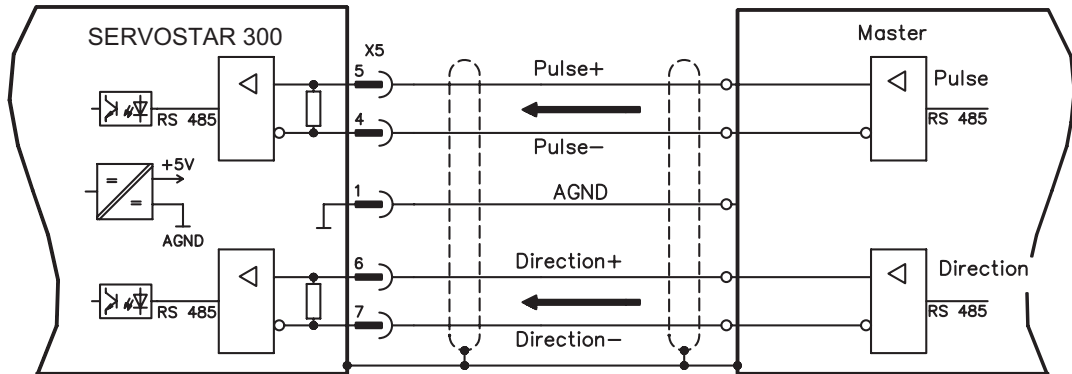 SERVOSTAR 300
X5
Master
5
Pulse+
Pulse
RS 485
RS 485
4
Pulse-
+5V
=
=
1
AGND
AGND
6
Direction+
Direction
RS 485
RS 485
7
Direction-